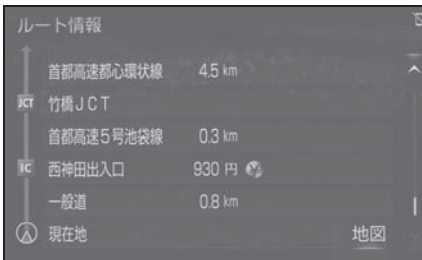 ルート情報
首都高速都心環状線 4.5 km
JCT 竹橋JCT
首都高速5号池袋線 0.3 km
IC 西神田出入口 930 円
一般道 0.8 km
現在地 地図